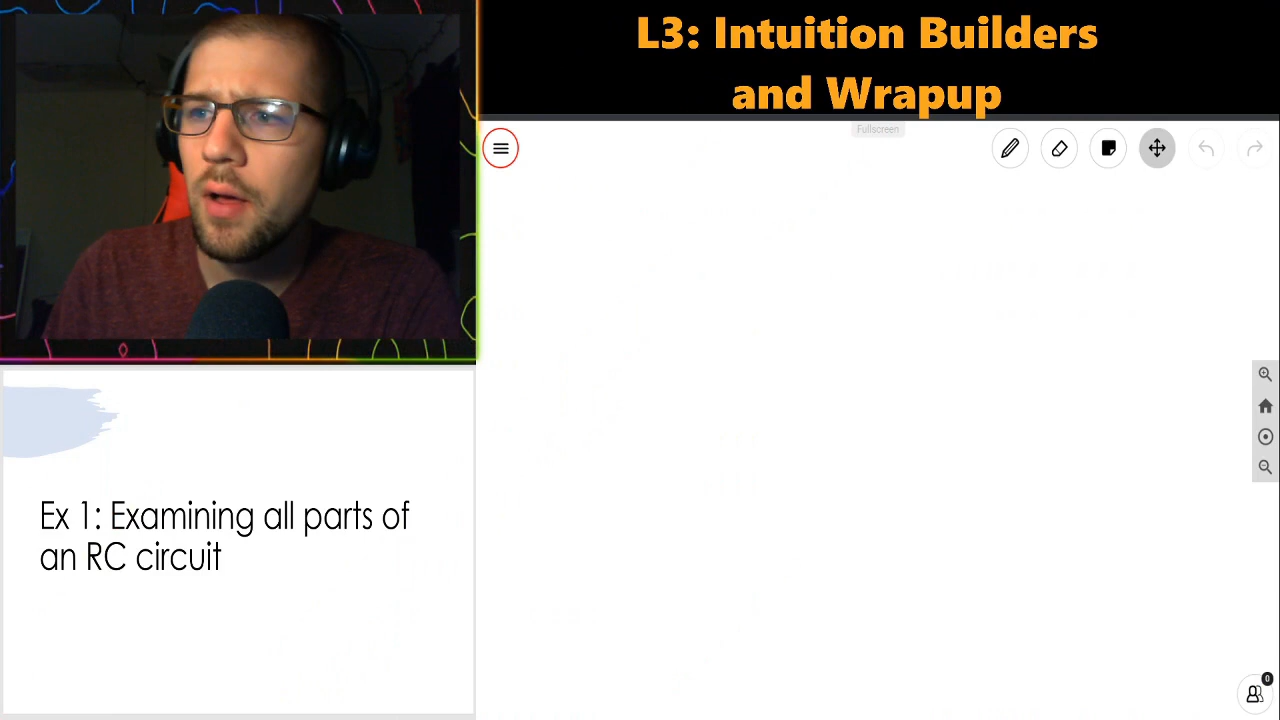 L3: Intuition Builders
and Wrapup
Fullscreen
Ex 1: Examining all parts of
an RC circuit
0